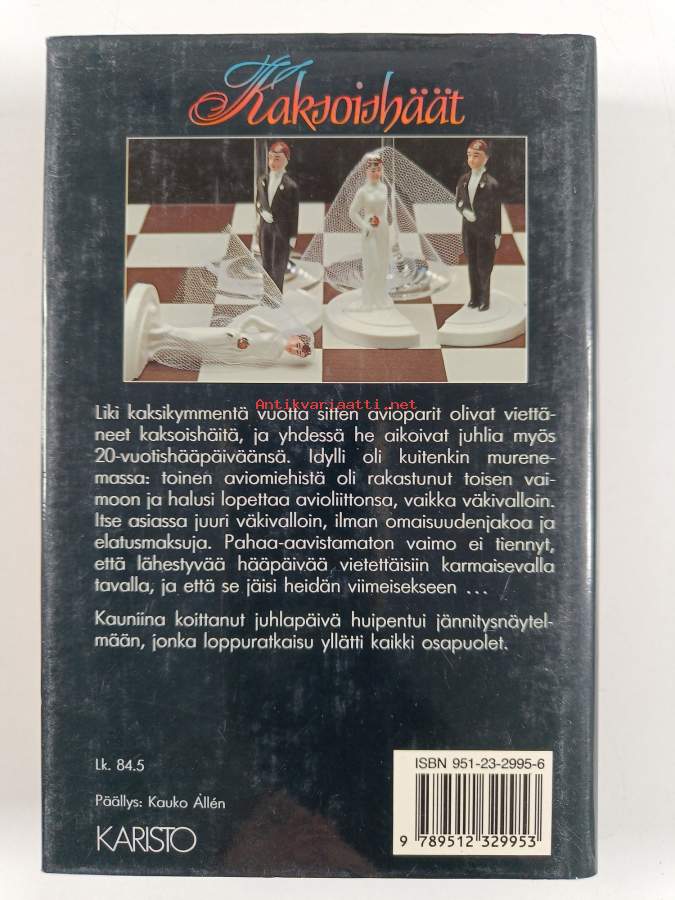 Kaksoishäät
Antikvariaatti.net
Liki kaksikymmentä vuotta sitten avioparit olivat viettä-
neet kaksoishäitä, ja yhdessä he aikoivat juhlia myös
20-vuotishääpäiväänsä. Idylli oli kuitenkin murene-
massa: toinen aviomiehistä oli rakastunut toisen vai-
moon ja halusi lopettaa avioliittonsa, vaikka väkivalloin.
Itse asiassa juuri väkivalloin, ilman omaisuudenjakoa ja
elatusmaksuja. Pahaa-aavistamaton vaimo ei tiennyt,
että lähestyvää hääpäivää vietettäisiin karmaisevalla
tavalla, ja että se jäisi heidän viimeisekseen ...
Kauniina koittanut juhlapäivä huipentui jännitysnäytel-
mään, jonka loppuratkaisu yllätti kaikki osapuolet.
Lk. 84.5
Päällys: Kauko Allén
KARISTO
ISBN 951-23-2995-6
9 789512 329953